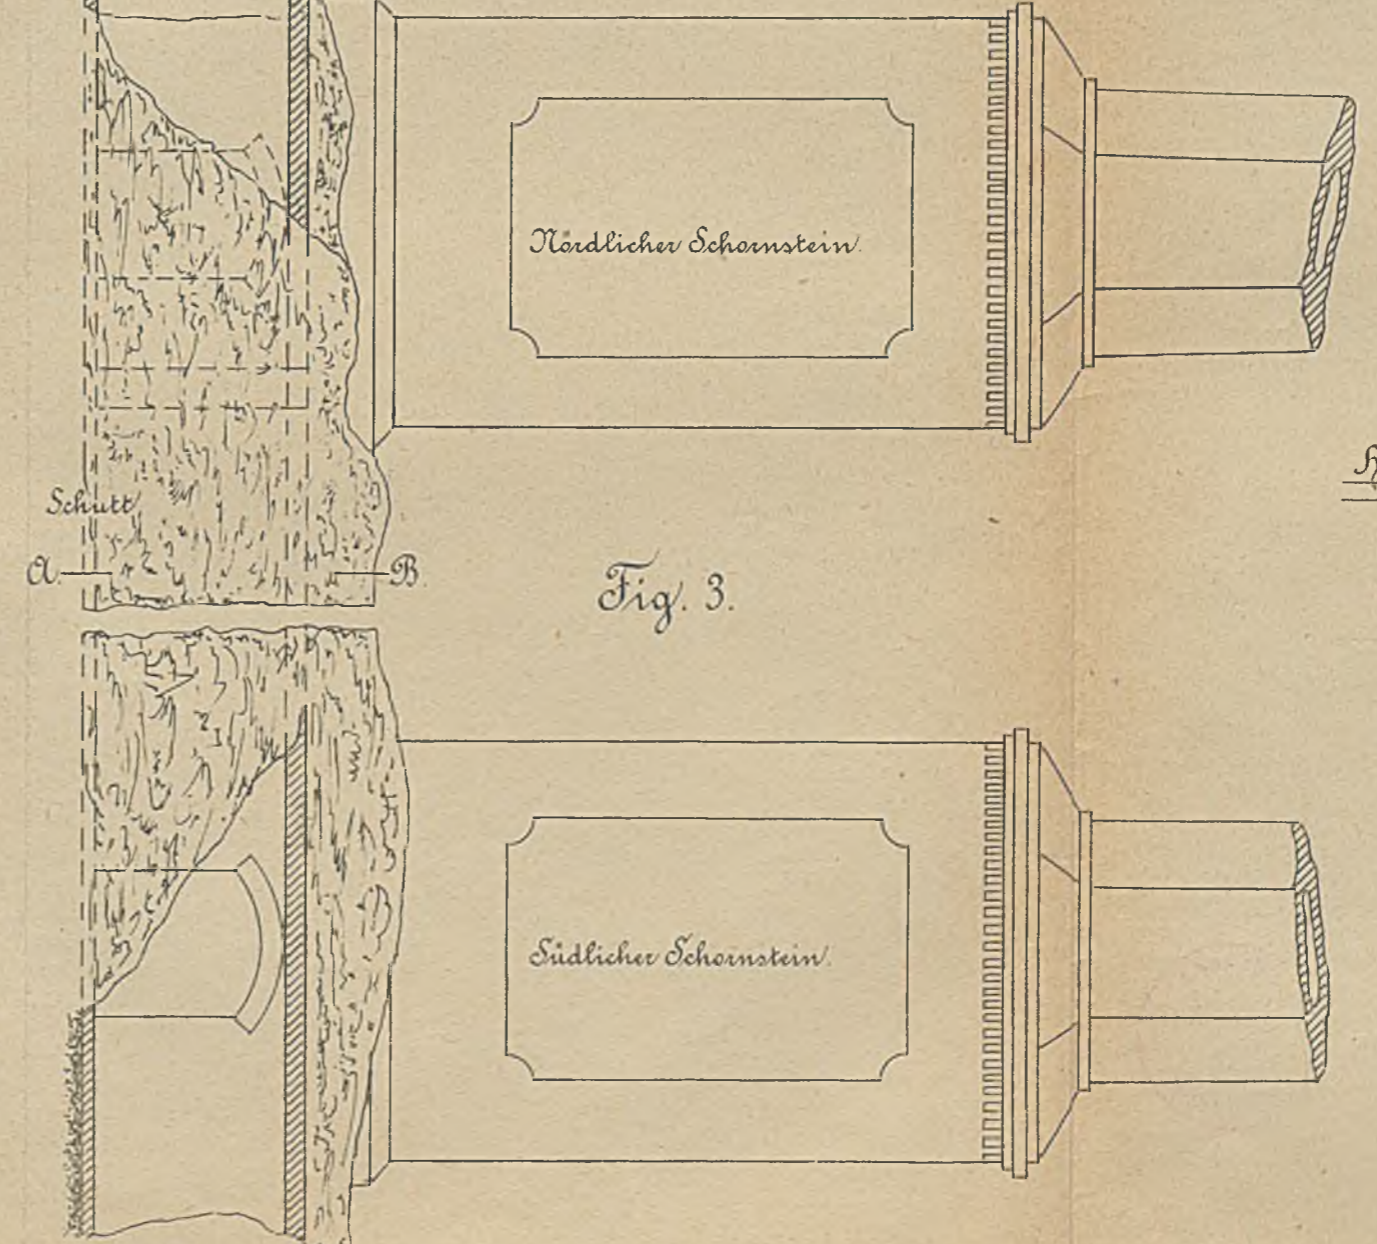 Nördlicher Schornstein.
Schutt
A. B.
Fig. 3.
Südlicher Schornstein.